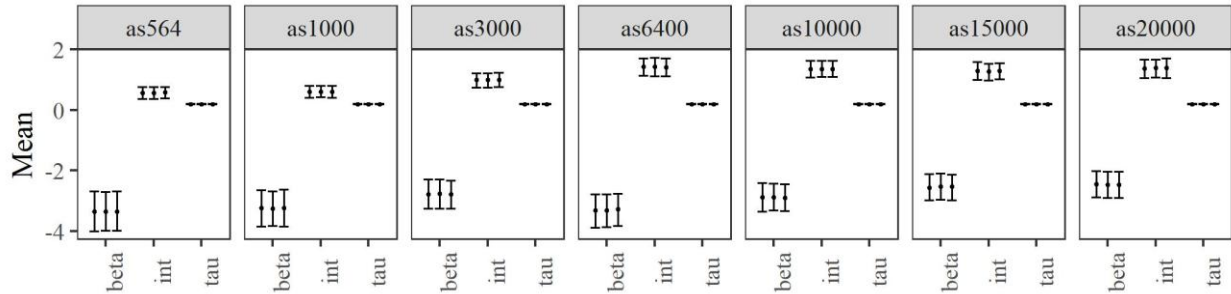 as564 as1000 as3000 as6400 as10000 as15000 as20000
2
0
-2
-4
Mean
beta int tau beta int tau beta int tau beta int tau beta int tau beta int tau beta int tau